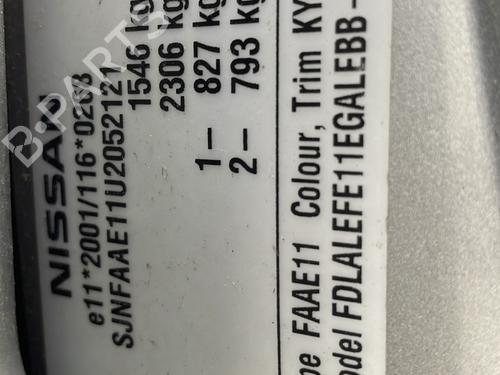 NISSAN
e11*2001/116*0263
SJNFAAE11U2052121
1546 kg
2306 kg
1– 827 kg
2– 793 kg
pe FAAE11 Colour, Trim KY
odel FDLALEFE11EGALEBB–
B-PARTS